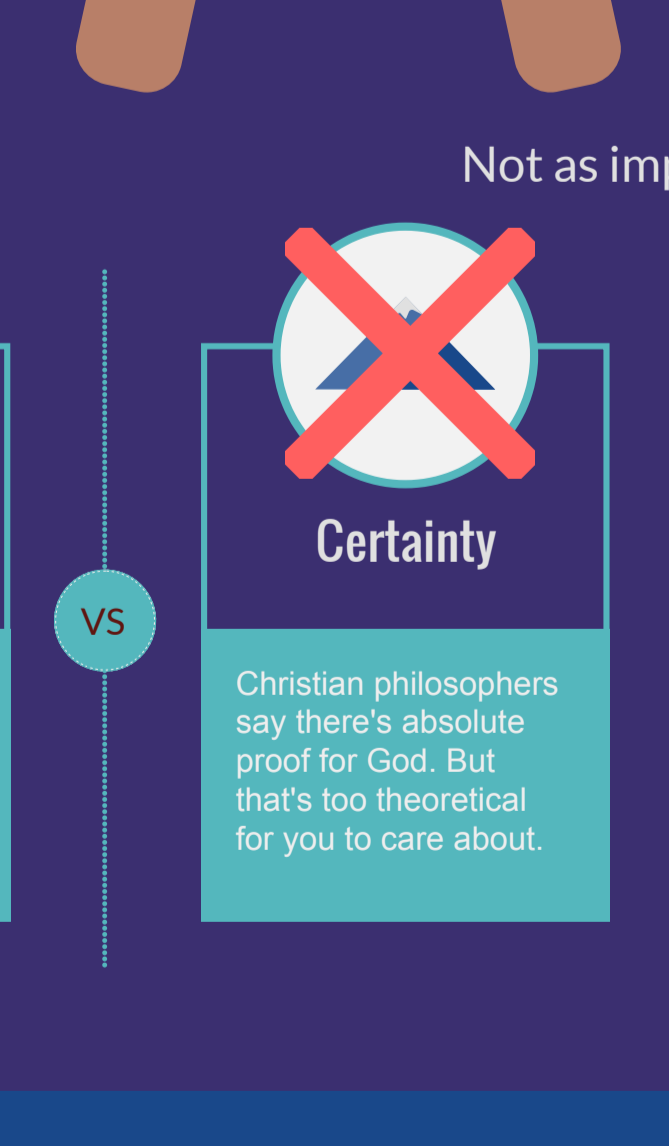 Not as
VS
Certainty
Christian philosophers
say there's absolute
proof for God. But
that's too theoretical
for you to care about.